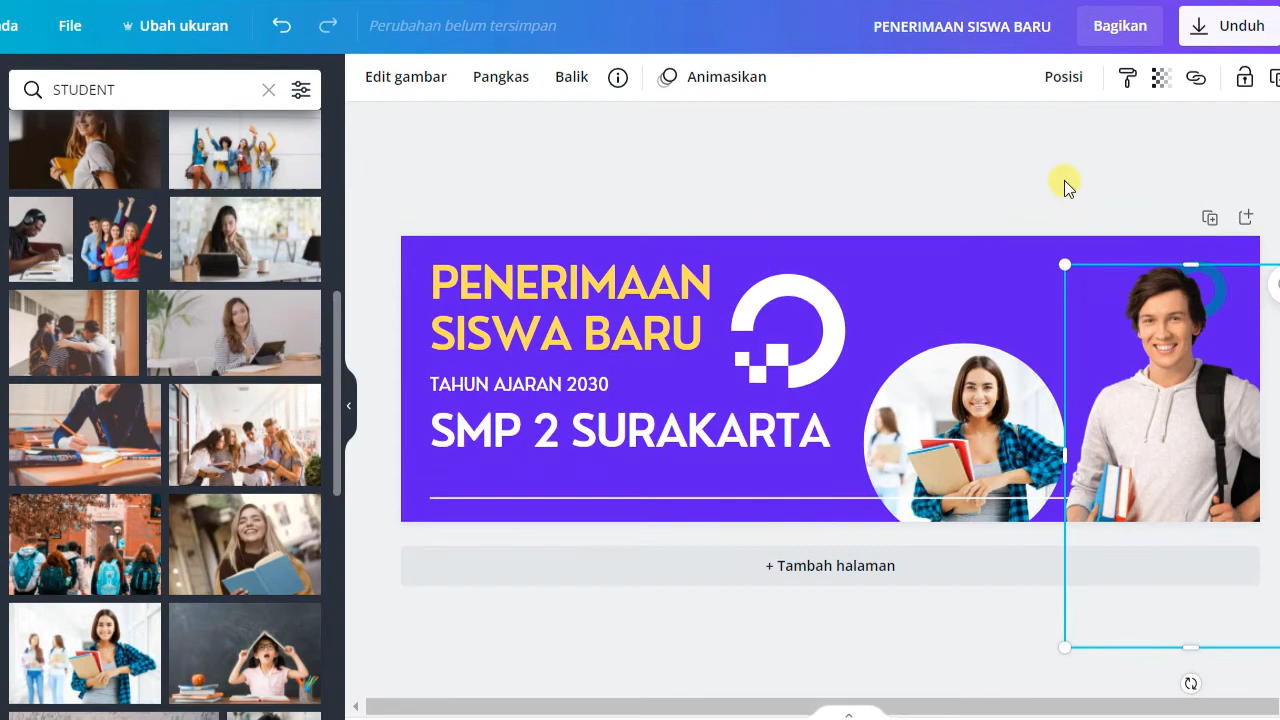 da
File
Ubah ukuran
Perubahan belum tersimpan
PENERIMAAN SISWA BARU
Bagikan
Unduh
STUDENT
Edit gambar
Pangkas
Balik
Animasikan
Posisi
PENERIMAAN
SISWA BARU
TAHUN AJARAN 2030
SMP 2 SURAKARTA
+ Tambah halaman